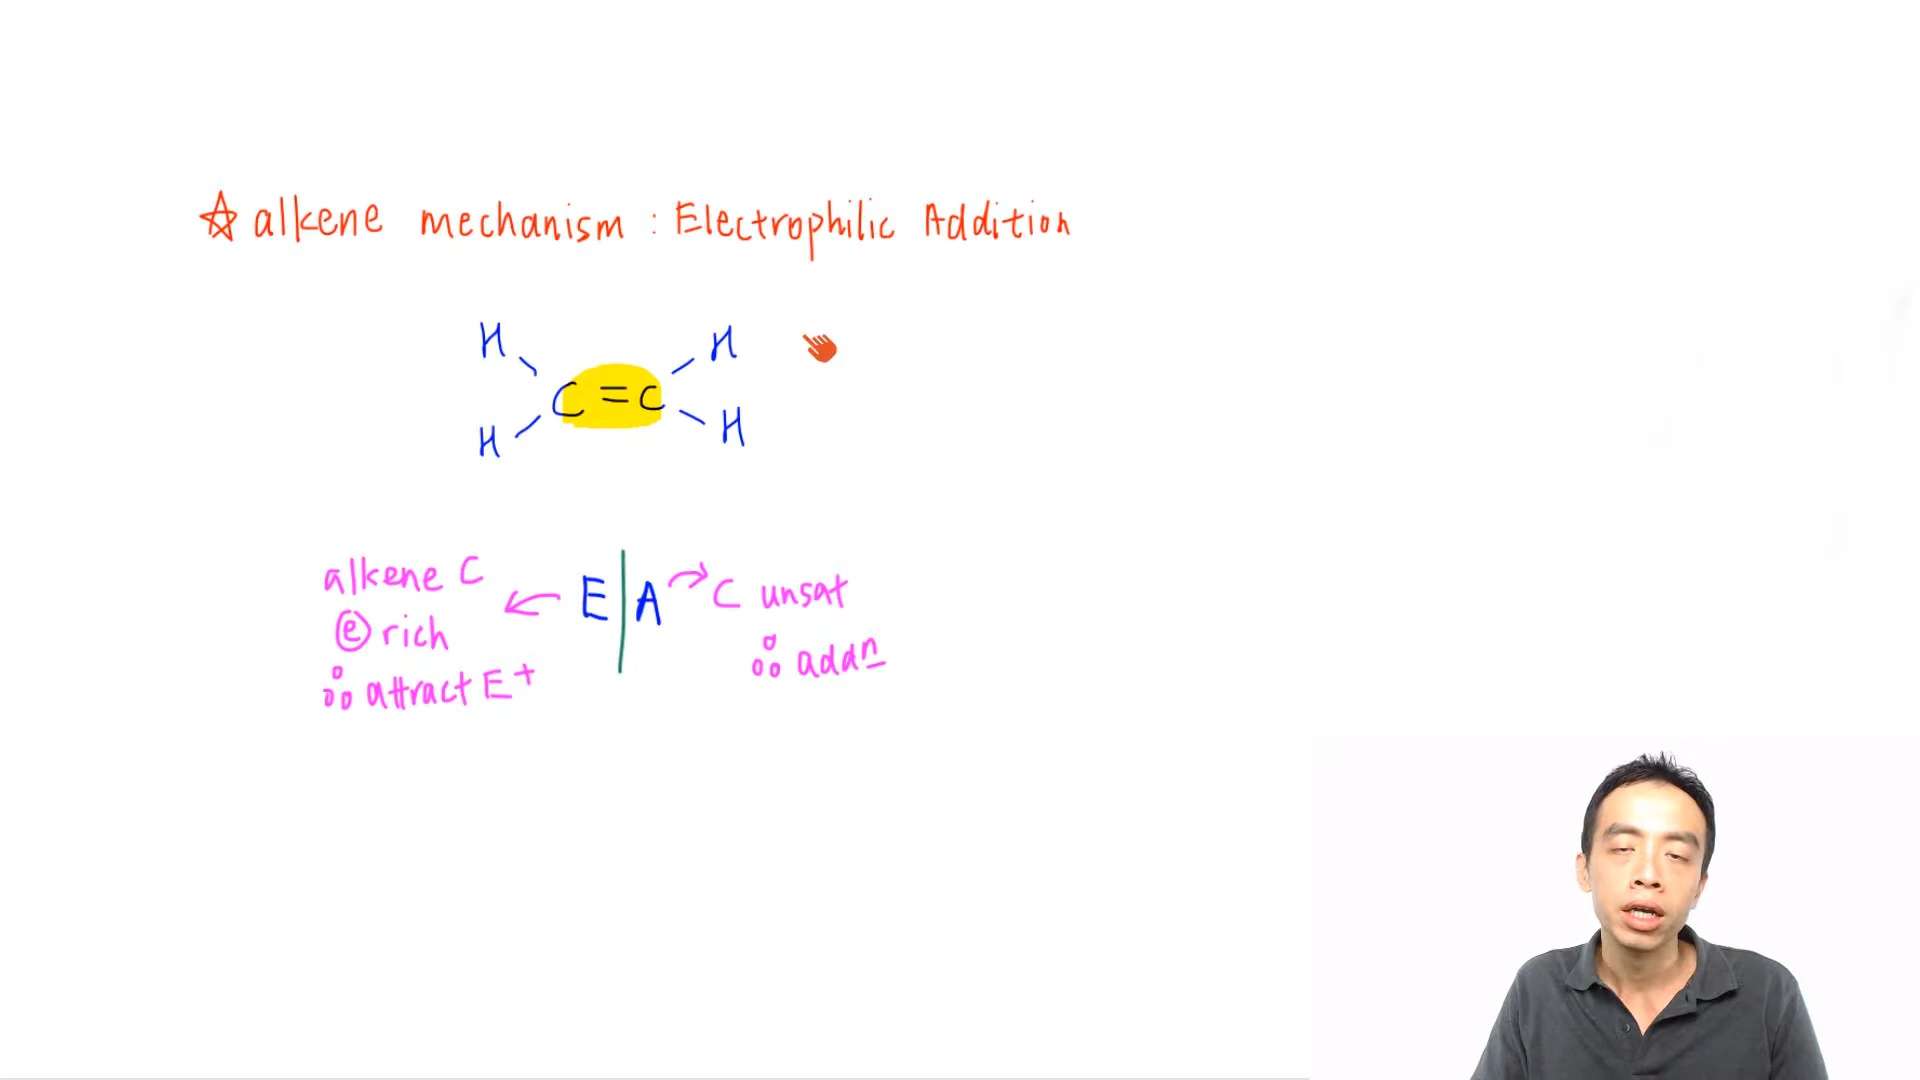 ☆ alkene mechanism : Electrophilic Addition
H H
C = C
H H
alkene C
E | A
C unsat
e rich
∴ addn
∴ attract E+